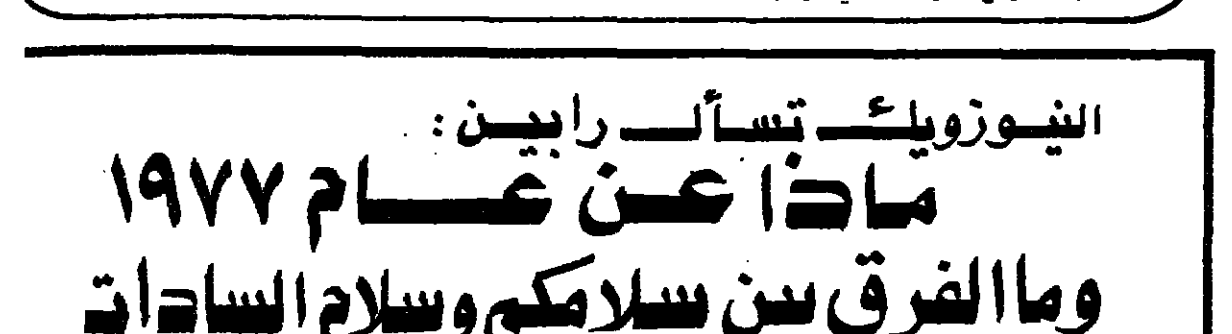 النيوزويك تسأل رابين :
ماذا عن عام ١٩٧٧
وما الفرق بين سلامكم وسلام السادات